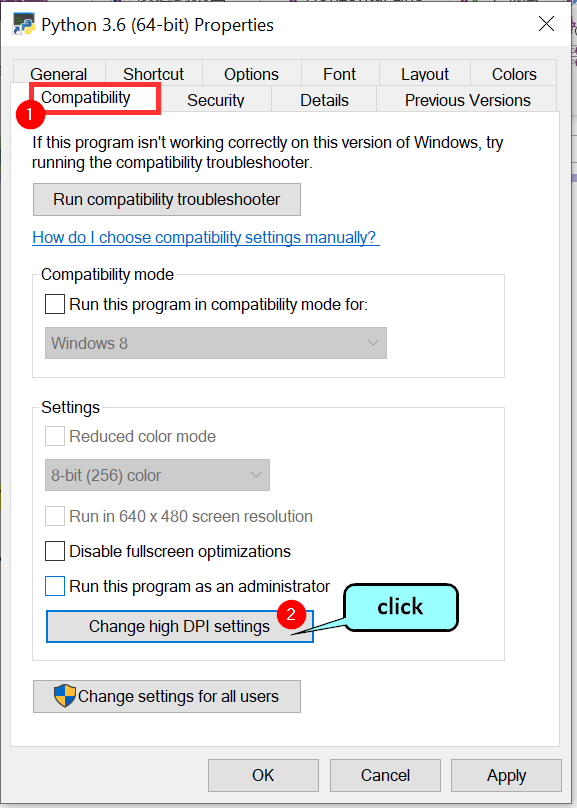 Python 3.6 (64-bit) Properties
General Shortcut Options Font Layout Colors
Compatibility Security Details Previous Versions
1
If this program isn't working correctly on this version of Windows, try
running the compatibility troubleshooter.
Run compatibility troubleshooter
How do I choose compatibility settings manually?
Compatibility mode
Run this program in compatibility mode for:
Windows 8
Settings
Reduced color mode
8-bit (256) color
Run in 640 x 480 screen resolution
Disable fullscreen optimizations
Run this program as an administrator
Change high DPI settings
2
click
Change settings for all users
OK Cancel Apply